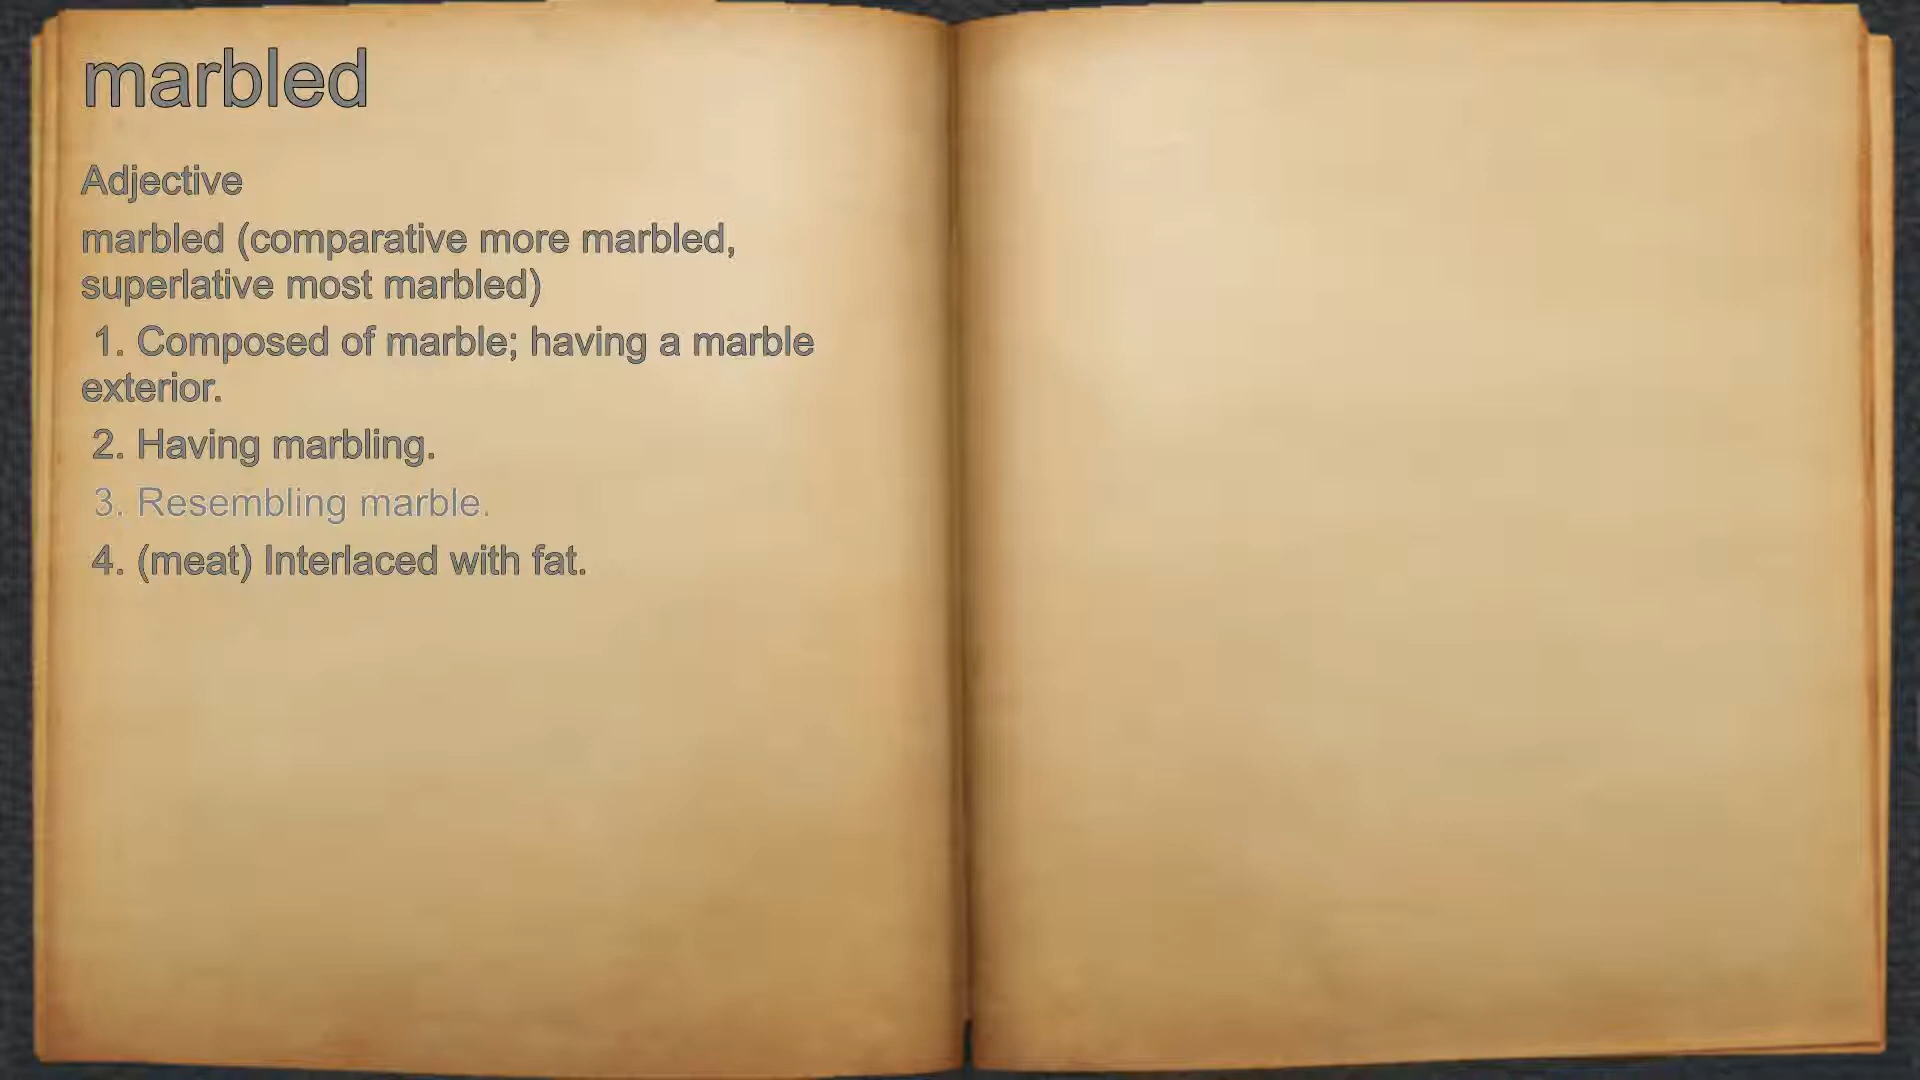 marbled
Adjective
marbled (comparative more marbled,
superlative most marbled)
1. Composed of marble; having a marble
exterior.
2. Having marbling.
3. Resembling marble.
4. (meat) Interlaced with fat.